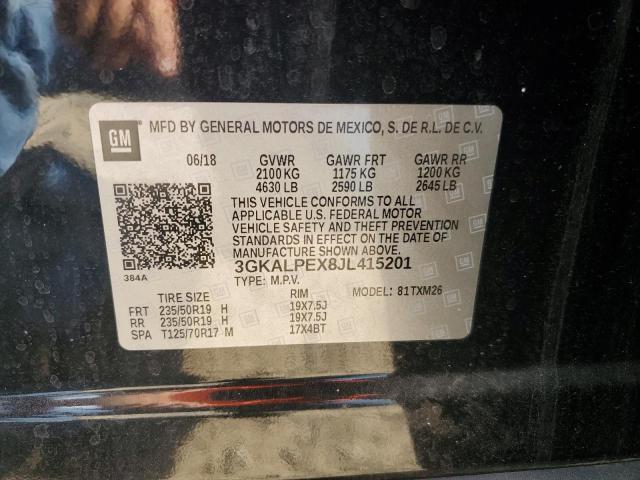 GM
MFD BY GENERAL MOTORS DE MEXICO, S. DE R.L. DE C.V.
06/18 GVWR GAWR FRT GAWR RR
2100 KG 1175 KG 1200 KG
4630 LB 2590 LB 2645 LB
THIS VEHICLE CONFORMS TO ALL
APPLICABLE U.S. FEDERAL MOTOR
VEHICLE SAFETY AND THEFT
PREVENTION STANDARDS IN
EFFECT ON THE DATE OF
MANUFACTURE SHOWN ABOVE.
384A
3GKALPEX8JL415201
TYPE: M.P.V.
MODEL: 81TXM26
TIRE SIZE RIM
FRT 235/50R19 H 19X7.5J
RR 235/50R19 H 19X7.5J
SPA T125/70R17 M 17X4BT